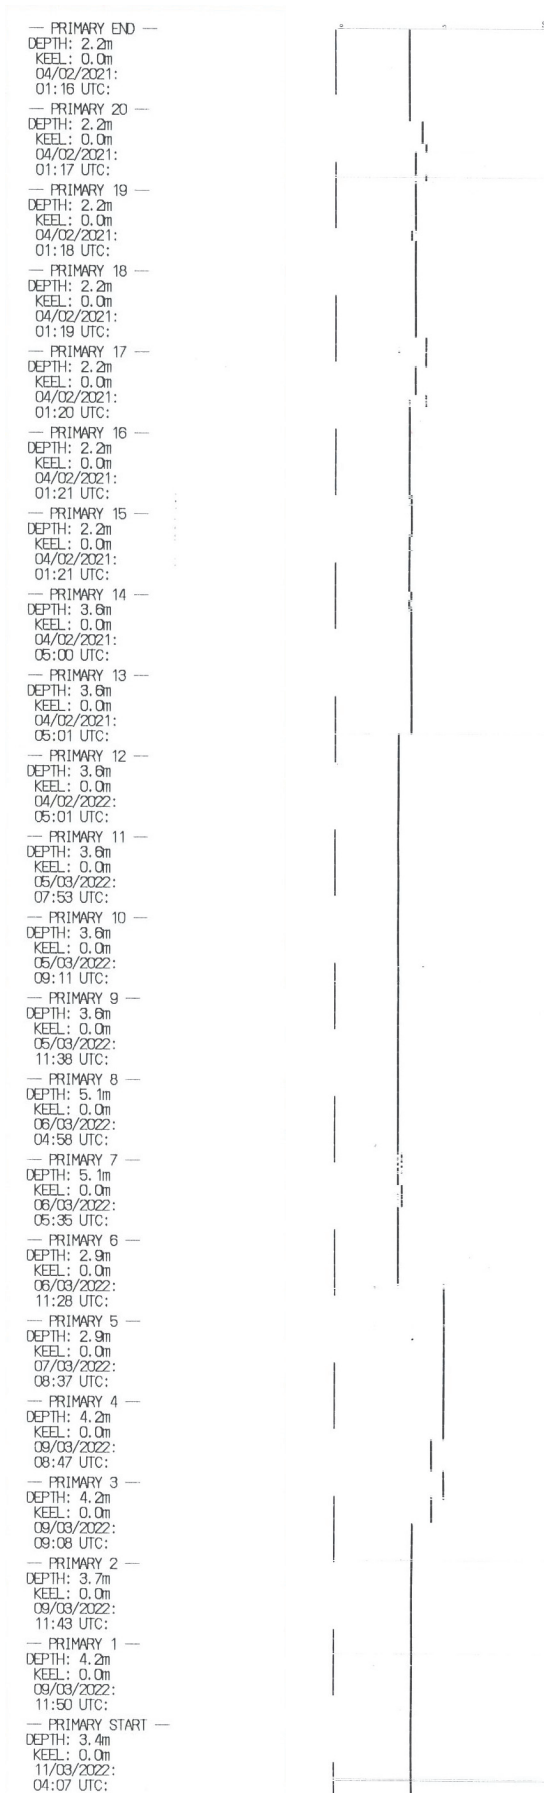 — PRIMARY END —
DEPTH: 2.2m
KEEL: 0.0m
04/02/2021:
01:16 UTC:
— PRIMARY 20 —
DEPTH: 2.2m
KEEL: 0.0m
04/02/2021:
01:17 UTC:
— PRIMARY 19 —
DEPTH: 2.2m
KEEL: 0.0m
04/02/2021:
01:18 UTC:
— PRIMARY 18 —
DEPTH: 2.2m
KEEL: 0.0m
04/02/2021:
01:19 UTC:
— PRIMARY 17 —
DEPTH: 2.2m
KEEL: 0.0m
04/02/2021:
01:20 UTC:
— PRIMARY 16 —
DEPTH: 2.2m
KEEL: 0.0m
04/02/2021:
01:21 UTC:
— PRIMARY 15 —
DEPTH: 2.2m
KEEL: 0.0m
04/02/2021:
01:21 UTC:
— PRIMARY 14 —
DEPTH: 3.6m
KEEL: 0.0m
04/02/2021:
05:00 UTC:
— PRIMARY 13 —
DEPTH: 3.6m
KEEL: 0.0m
04/02/2021:
05:01 UTC:
— PRIMARY 12 —
DEPTH: 3.6m
KEEL: 0.0m
04/02/2022:
05:01 UTC:
— PRIMARY 11 —
DEPTH: 3.6m
KEEL: 0.0m
05/03/2022:
07:53 UTC:
— PRIMARY 10 —
DEPTH: 3.6m
KEEL: 0.0m
05/03/2022:
09:11 UTC:
— PRIMARY 9 —
DEPTH: 3.6m
KEEL: 0.0m
05/03/2022:
11:38 UTC:
— PRIMARY 8 —
DEPTH: 5.1m
KEEL: 0.0m
06/03/2022:
04:58 UTC:
— PRIMARY 7 —
DEPTH: 5.1m
KEEL: 0.0m
06/03/2022:
05:35 UTC:
— PRIMARY 6 —
DEPTH: 2.9m
KEEL: 0.0m
06/03/2022:
11:28 UTC:
— PRIMARY 5 —
DEPTH: 2.9m
KEEL: 0.0m
07/03/2022:
08:37 UTC:
— PRIMARY 4 —
DEPTH: 4.2m
KEEL: 0.0m
09/03/2022:
08:47 UTC:
— PRIMARY 3 —
DEPTH: 4.2m
KEEL: 0.0m
09/03/2022:
09:08 UTC:
— PRIMARY 2 —
DEPTH: 3.7m
KEEL: 0.0m
09/03/2022:
11:43 UTC:
— PRIMARY 1 —
DEPTH: 4.2m
KEEL: 0.0m
09/03/2022:
11:50 UTC:
— PRIMARY START —
DEPTH: 3.4m
KEEL: 0.0m
11/03/2022:
04:07 UTC: